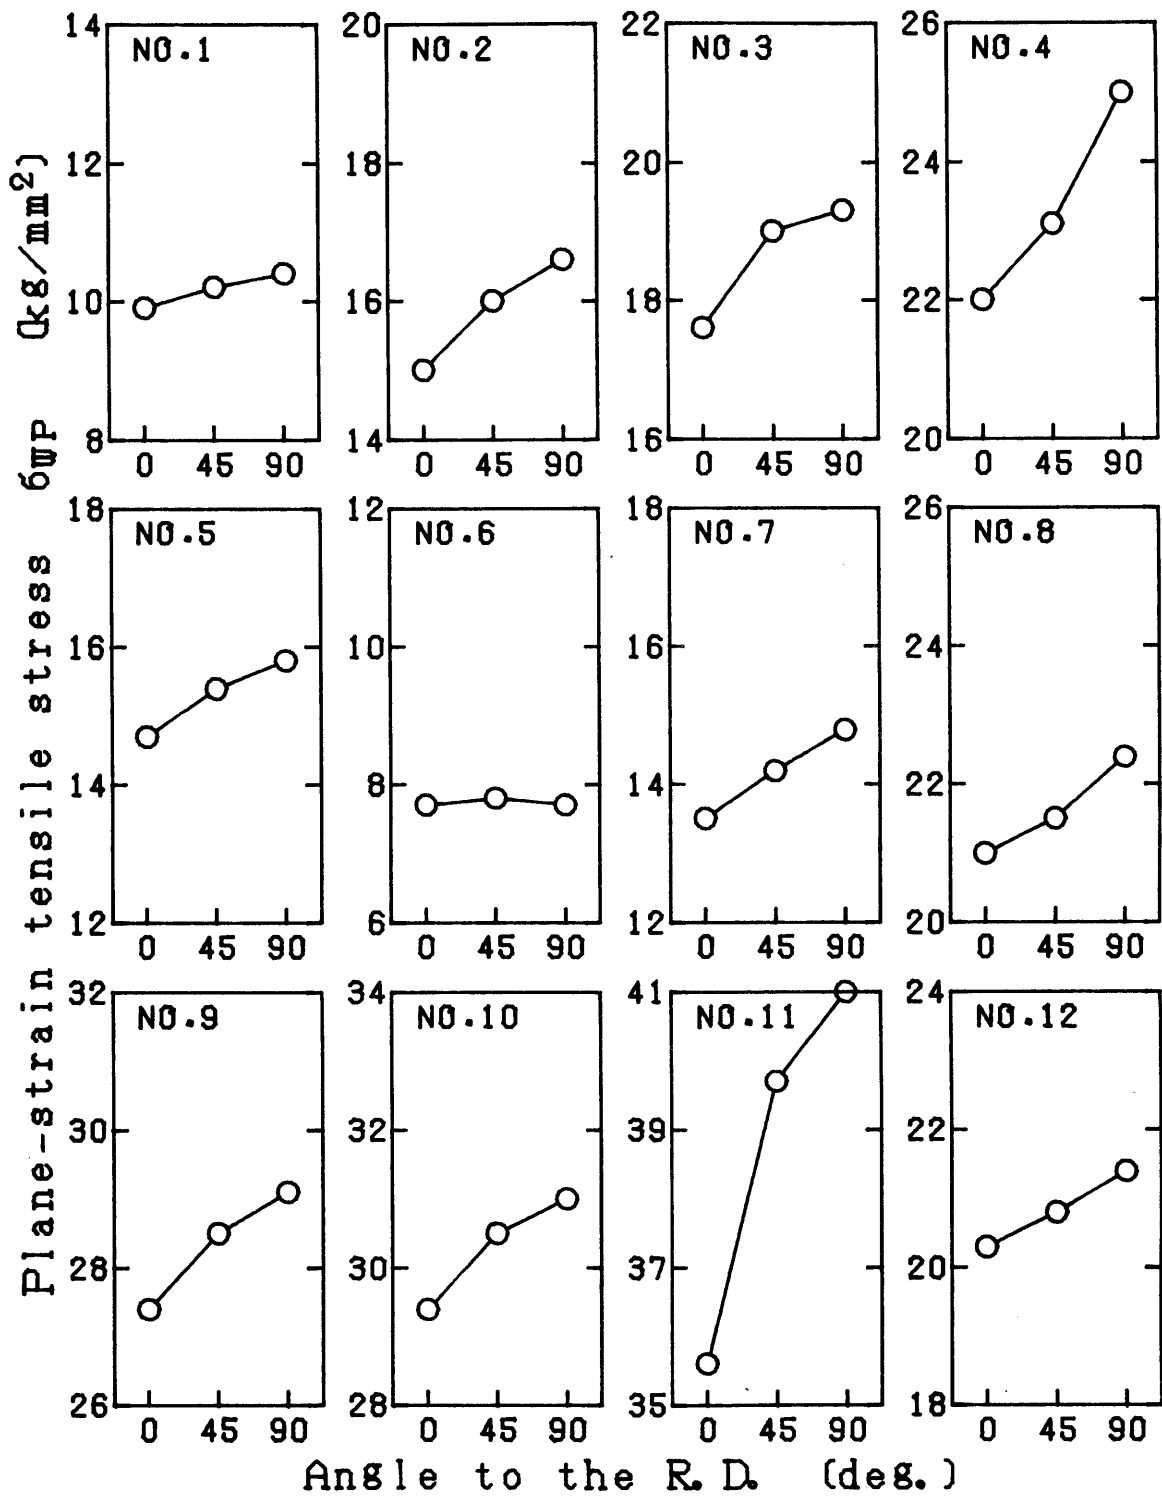 Plane-strain tensile stress σWP (kg/mm²)
NO.1
14
12
10
8
0 45 90
NO.2
20
18
16
14
0 45 90
NO.3
22
20
18
16
0 45 90
NO.4
26
24
22
20
0 45 90
NO.5
18
16
14
12
0 45 90
NO.6
12
10
8
6
0 45 90
NO.7
18
16
14
12
0 45 90
NO.8
26
24
22
20
0 45 90
NO.9
32
30
28
26
0 45 90
NO.10
34
32
30
28
0 45 90
NO.11
41
39
37
35
0 45 90
NO.12
24
22
20
18
0 45 90
Angle to the R.D. (deg.)